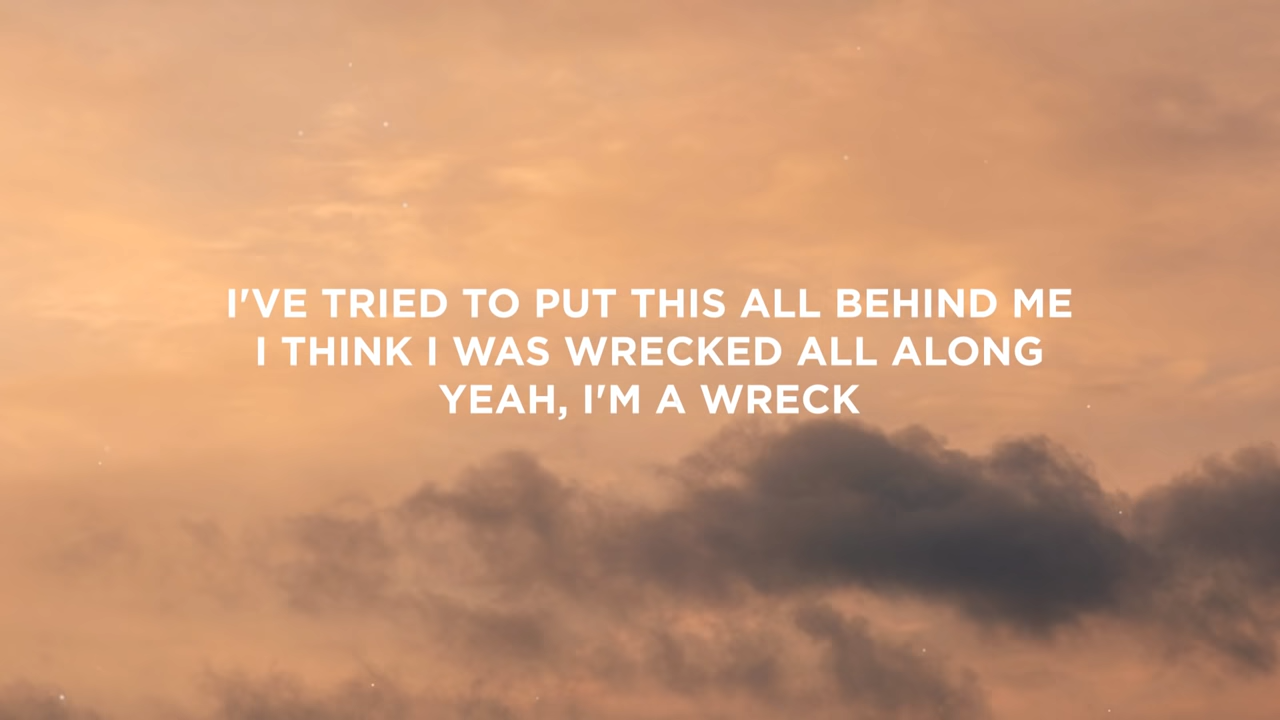 I'VE TRIED TO PUT THIS ALL BEHIND ME
I THINK I WAS WRECKED ALL ALONG
YEAH, I'M A WRECK